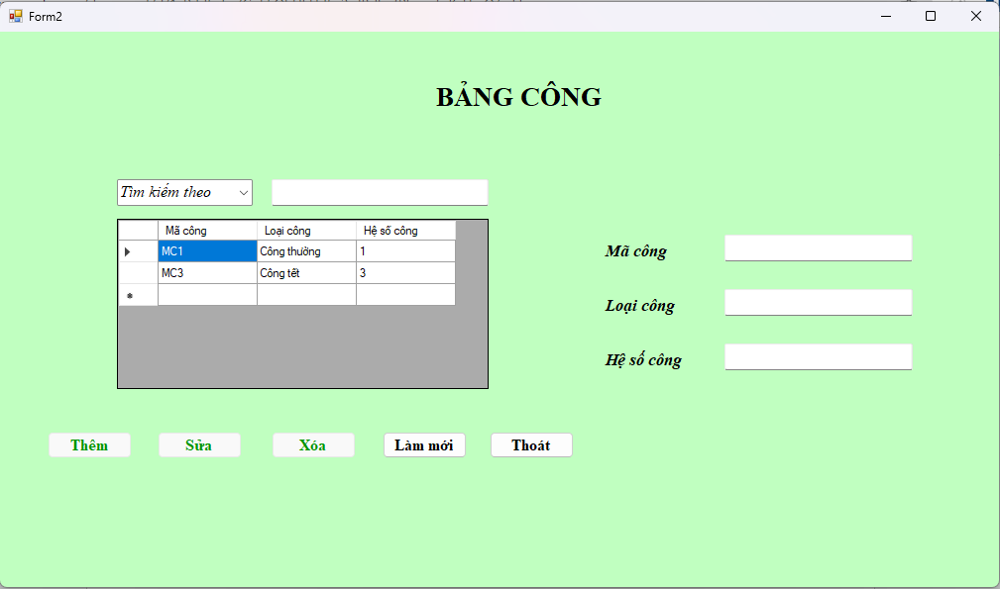 Form2
BẢNG CÔNG
Tìm kiếm theo
Mã công Loại công Hệ số công
MC1 Công thường 1
MC3 Công tết 3
Mã công
Loại công
Hệ số công
Thêm Sửa Xóa Làm mới Thoát